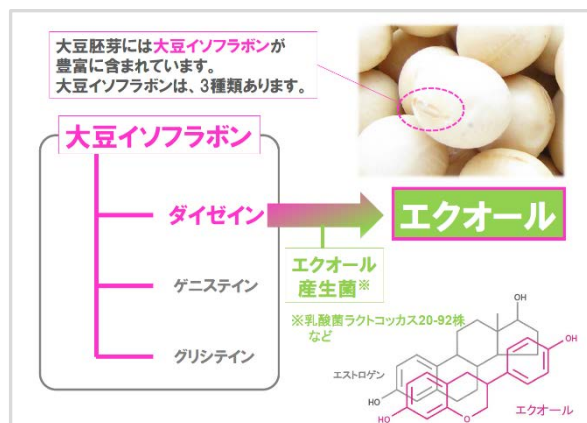 大豆胚芽には大豆イソフラボンが
豊富に含まれています。
大豆イソフラボンは、3種類あります。
大豆イソフラボン
ダイゼイン
エクオール
エクオール
産生菌※
ゲニステイン
※乳酸菌ラクトコッカス20-92株
など
グリシテイン
OH
OH
エストロゲン
HO
HO
O
エクオール